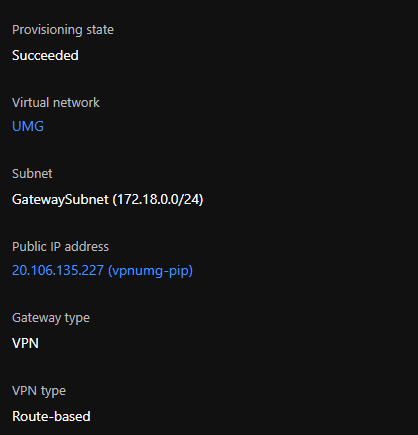 Provisioning state
Succeeded
Virtual network
UMG
Subnet
GatewaySubnet (172.18.0.0/24)
Public IP address
20.106.135.227 (vpnumg-pip)
Gateway type
VPN
VPN type
Route-based